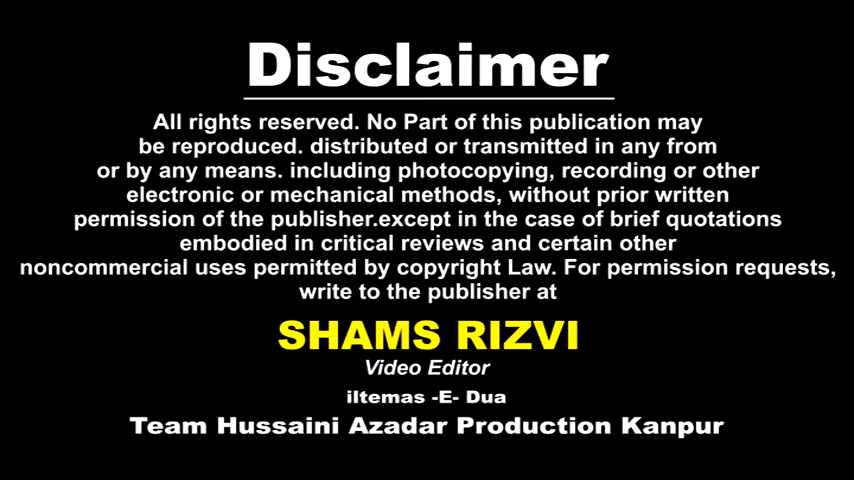 Disclaimer
All rights reserved. No Part of this publication may
be reproduced. distributed or transmitted in any from
or by any means. including photocopying, recording or other
electronic or mechanical methods, without prior written
permission of the publisher.except in the case of brief quotations
embodied in critical reviews and certain other
noncommercial uses permitted by copyright Law. For permission requests,
write to the publisher at
SHAMS RIZVI
Video Editor
iltemas -E- Dua
Team Hussaini Azadar Production Kanpur